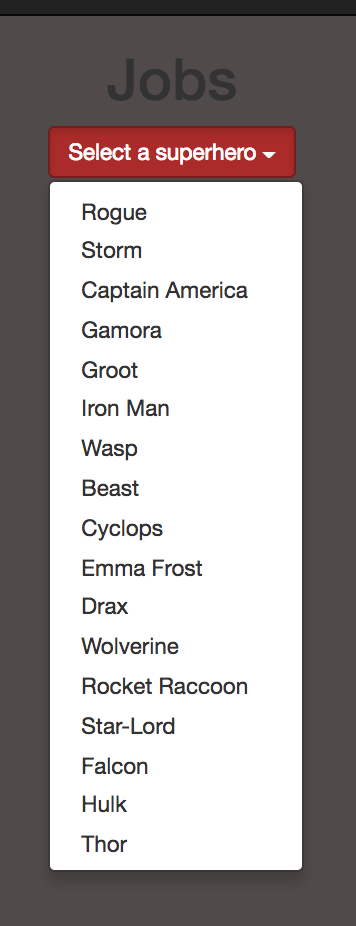 Jobs
Select a superhero
Rogue
Storm
Captain America
Gamora
Groot
Iron Man
Wasp
Beast
Cyclops
Emma Frost
Drax
Wolverine
Rocket Raccoon
Star-Lord
Falcon
Hulk
Thor